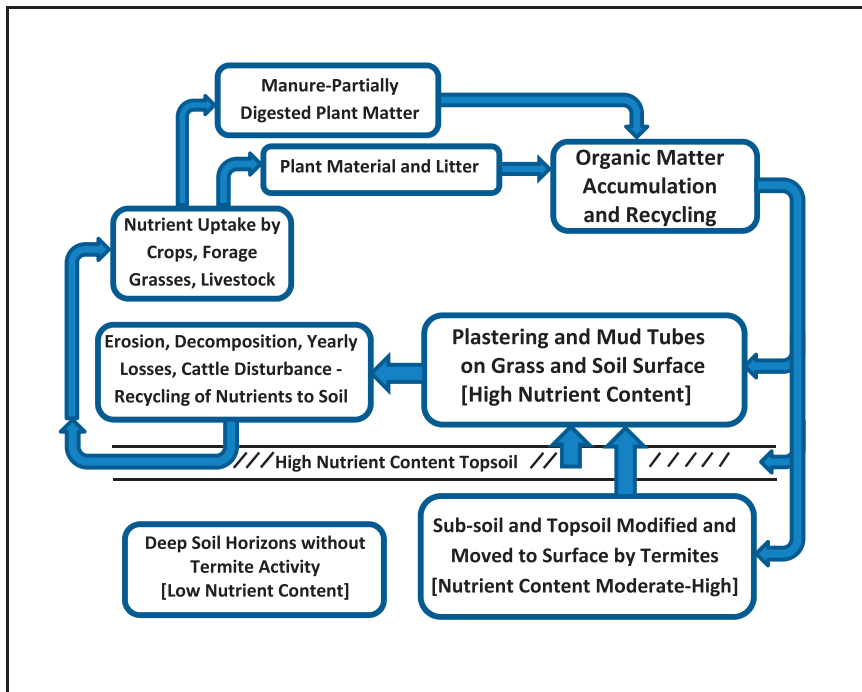 Manure-Partially
Digested Plant Matter
Plant Material and Litter
Organic Matter
Accumulation
and Recycling
Nutrient Uptake by
Crops, Forage
Grasses, Livestock
Erosion, Decomposition, Yearly
Losses, Cattle Disturbance -
Recycling of Nutrients to Soil
Plastering and Mud Tubes
on Grass and Soil Surface
[High Nutrient Content]
High Nutrient Content Topsoil
Deep Soil Horizons without
Termite Activity
[Low Nutrient Content]
Sub-soil and Topsoil Modified and
Moved to Surface by Termites
[Nutrient Content Moderate-High]